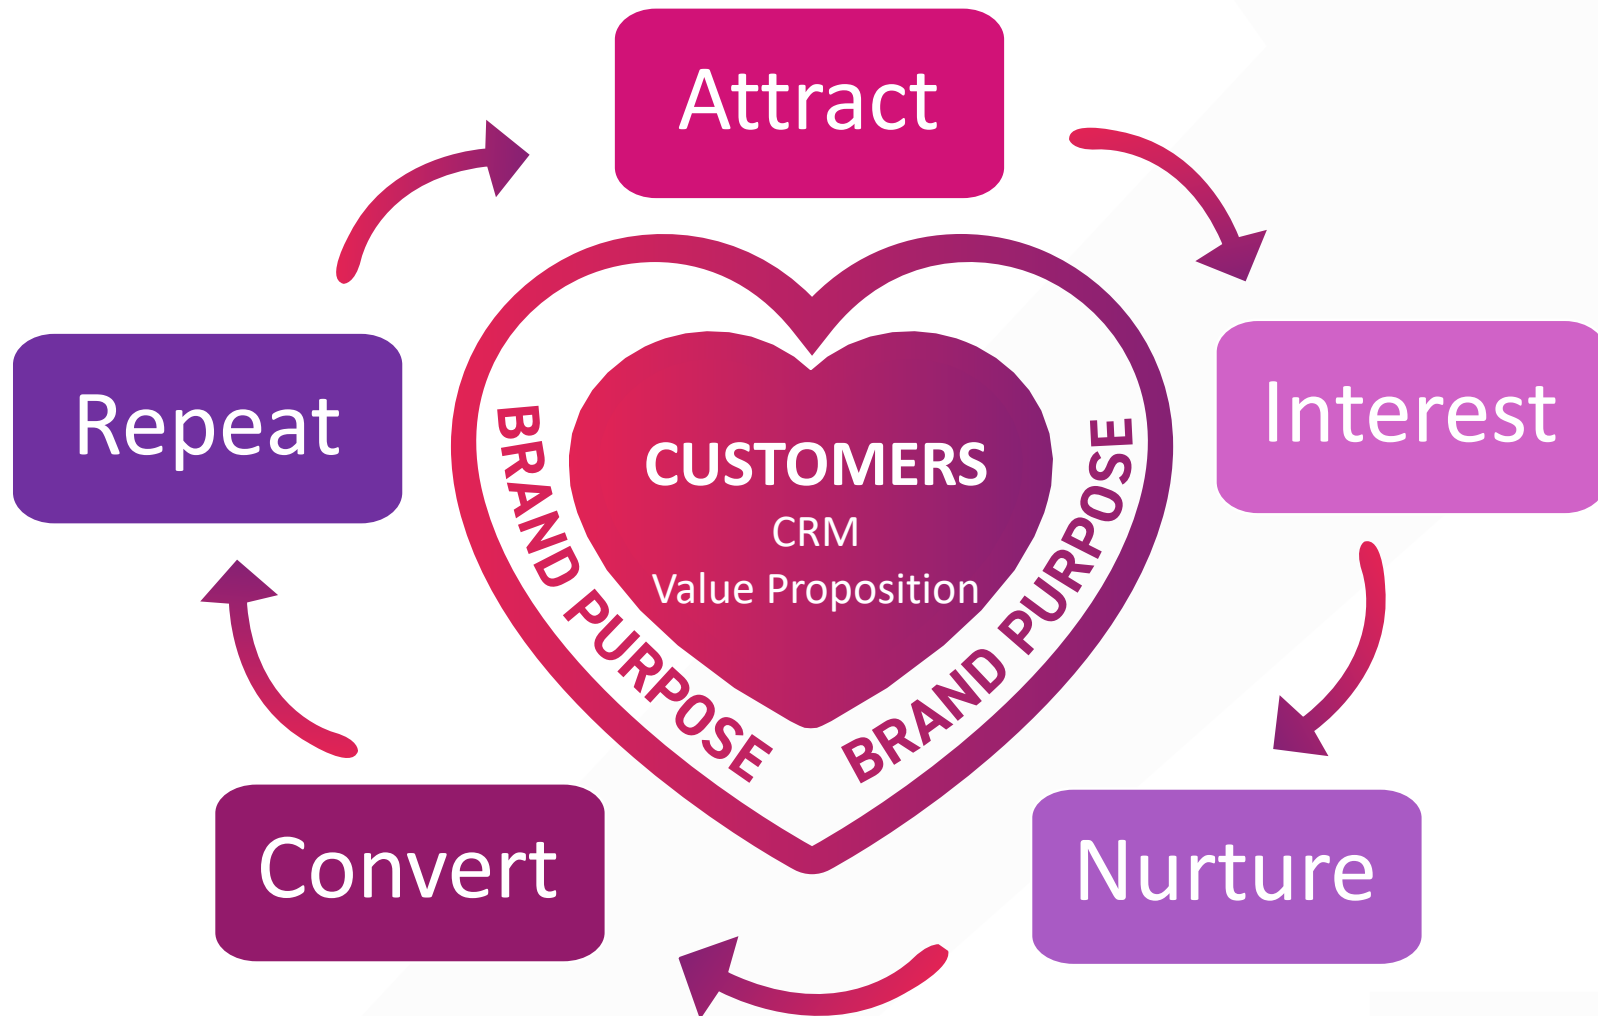 Attract
Interest
Nurture
Convert
Repeat
CUSTOMERS
CRM
Value Proposition
BRAND PURPOSE
BRAND PURPOSE